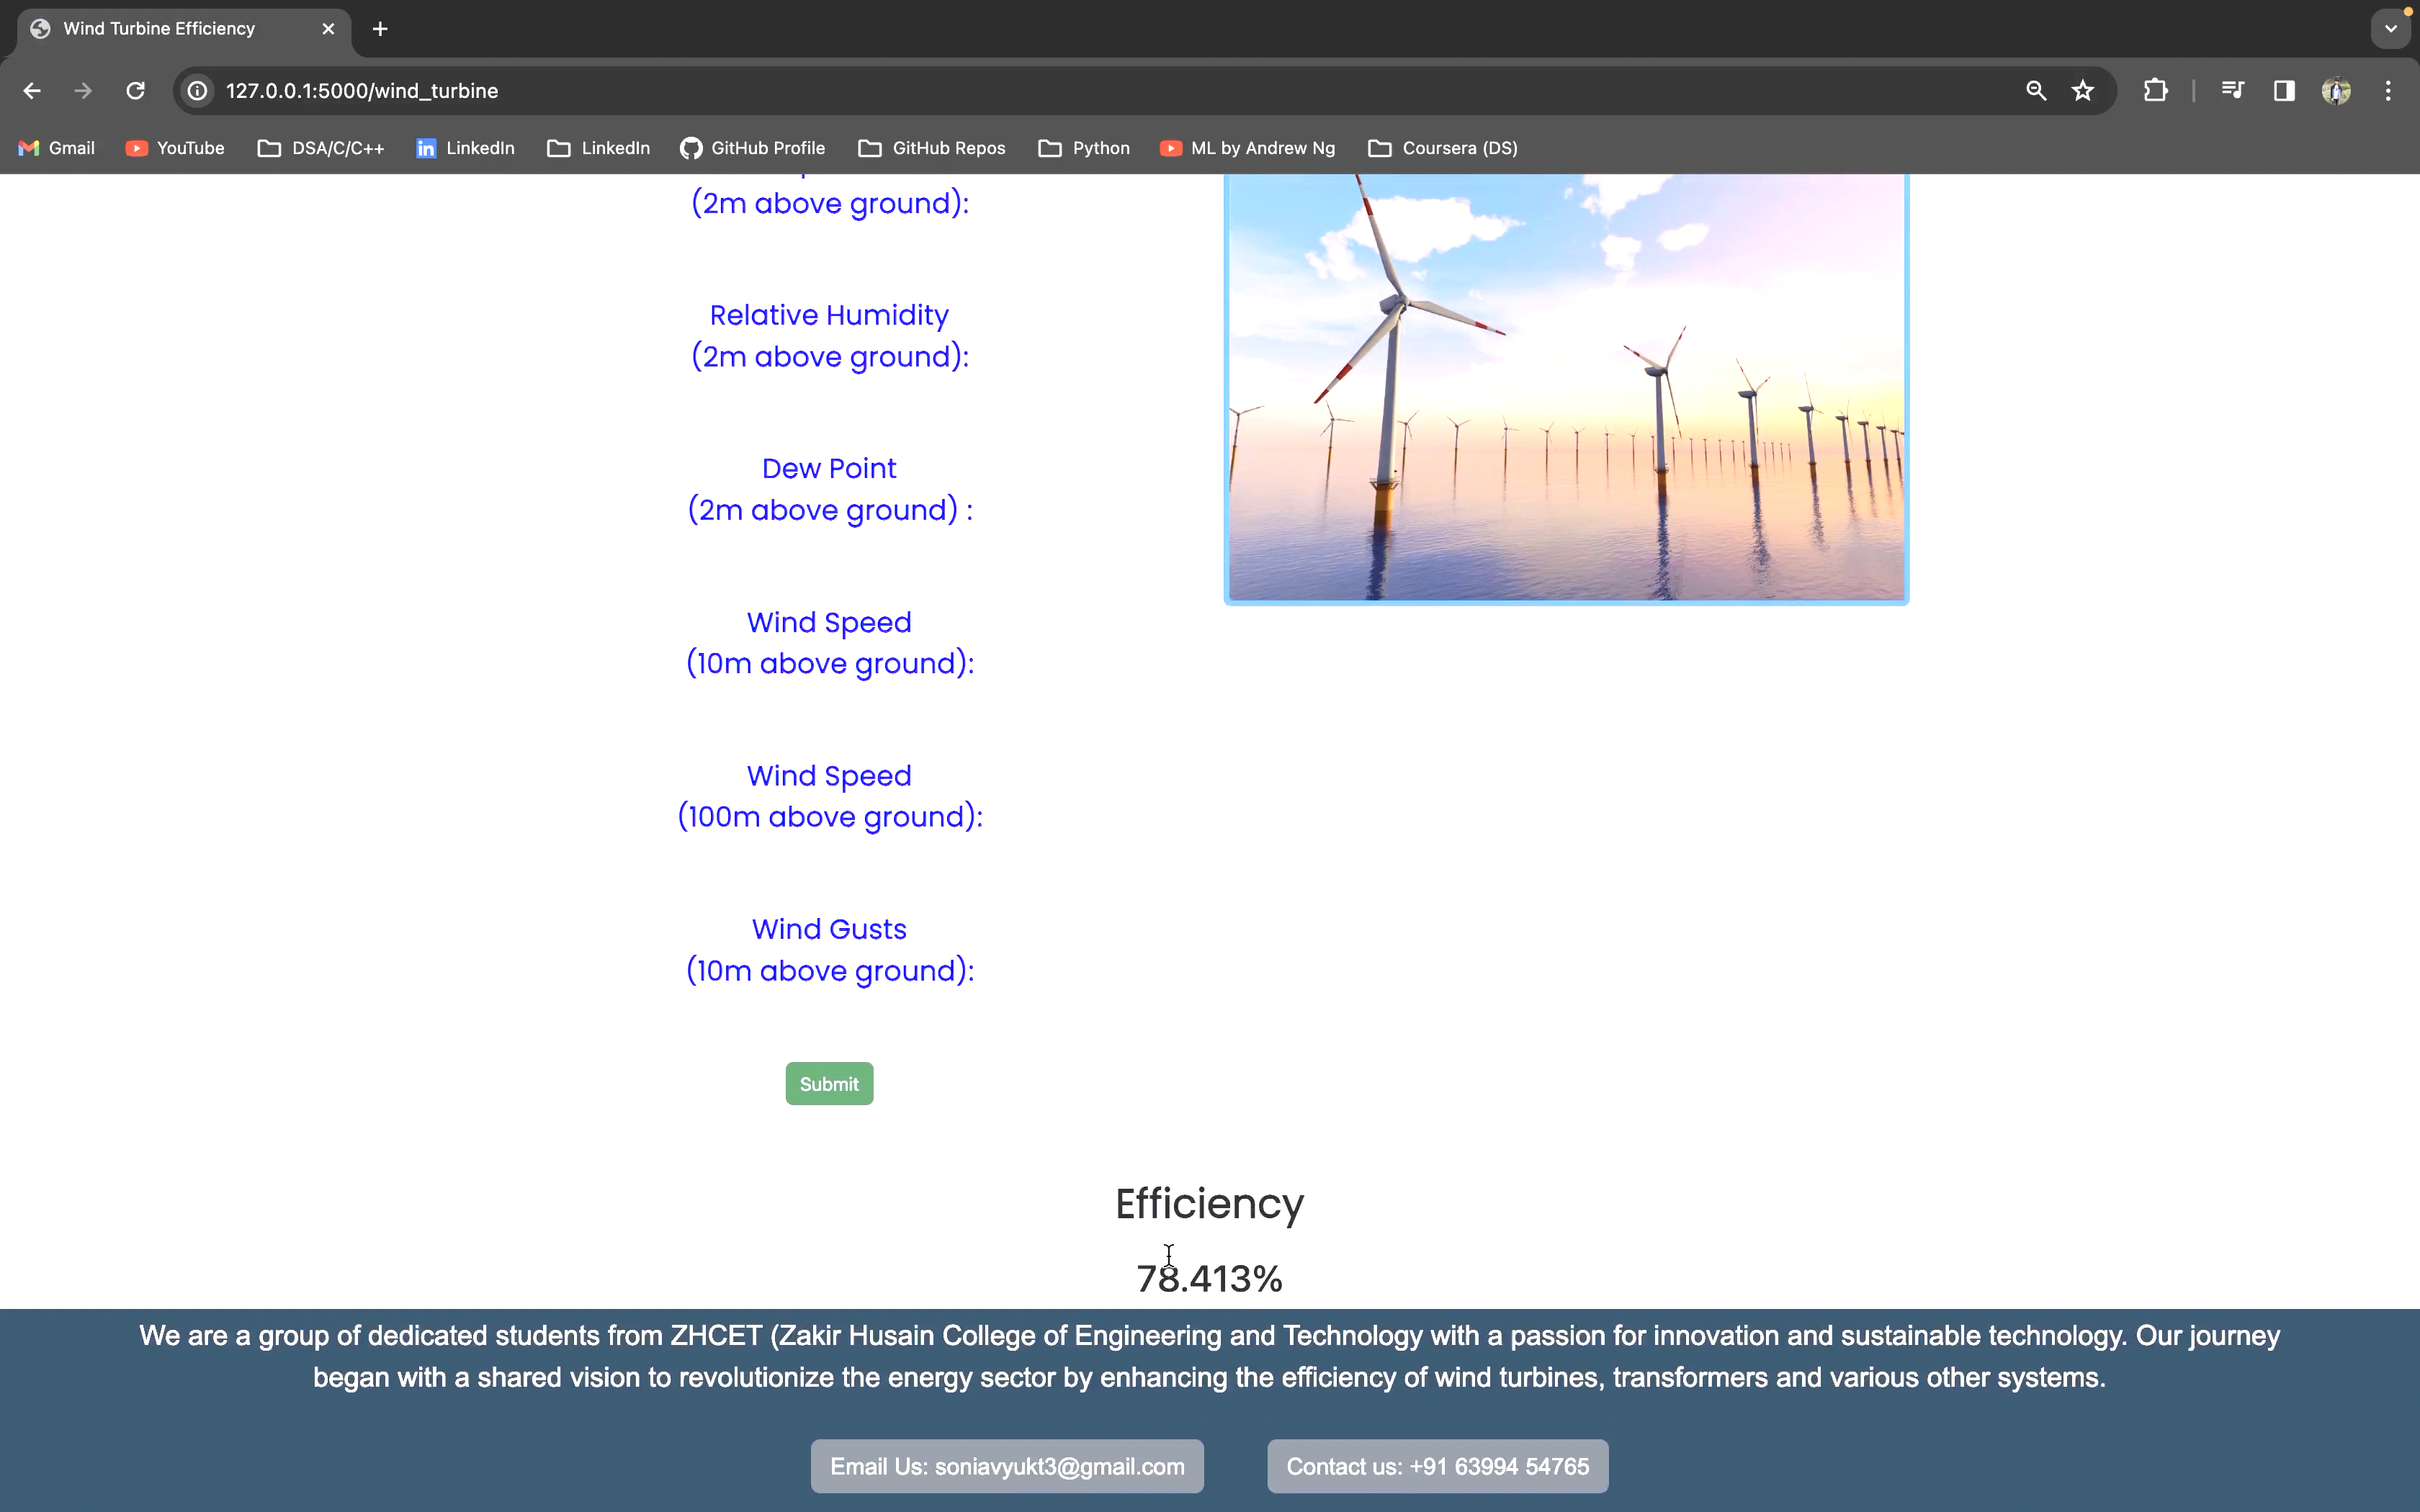 Wind Turbine Efficiency
127.0.0.1:5000/wind_turbine
Gmail YouTube DSA/C/C++ LinkedIn LinkedIn GitHub Profile GitHub Repos Python ML by Andrew Ng Coursera (DS)
(2m above ground):
Relative Humidity
(2m above ground):
Dew Point
(2m above ground) :
Wind Speed
(10m above ground):
Wind Speed
(100m above ground):
Wind Gusts
(10m above ground):
Submit
Efficiency
78.413%
We are a group of dedicated students from ZHCET (Zakir Husain College of Engineering and Technology with a passion for innovation and sustainable technology. Our journey
began with a shared vision to revolutionize the energy sector by enhancing the efficiency of wind turbines, transformers and various other systems.
Email Us: soniavyukt3@gmail.com
Contact us: +91 63994 54765